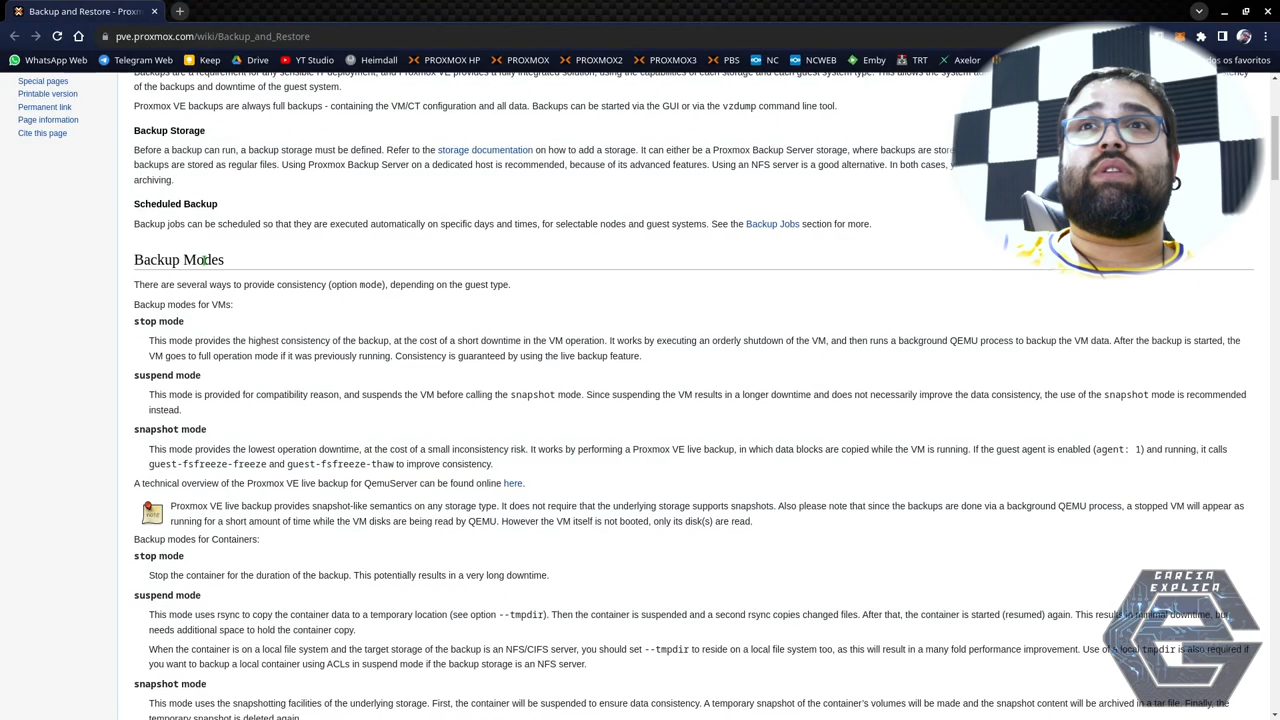 Backup and Restore - Prox
pve.proxmox.com/wiki/Backup_and_Restore
WhatsApp Web
Telegram Web
Keep
Drive
YT Studio
Heimdall
PROXMOX HP
PROXMOX
PROXMOX2
PROXMOX3
PBS
NC
NCWEB
Emby
TRT
Axelor
dos os favoritos
Special pages
Printable version
Permanent link
Page information
Cite this page
Backups are a requirement for any sensible IT deployment, and Proxmox VE provides a fully integrated solution, using the capabilities of each storage and each guest system type. This allows the system
of the backups and downtime of the guest system.
Proxmox VE backups are always full backups - containing the VM/CT configuration and all data. Backups can be started via the GUI or via the vzdump command line tool.
Backup Storage
Before a backup can run, a backup storage must be defined. Refer to the storage documentation on how to add a storage. It can either be a Proxmox Backup Server storage, where backups are
backups are stored as regular files. Using Proxmox Backup Server on a dedicated host is recommended, because of its advanced features. Using an NFS server is a good alternative. In both cases,
archiving.
Scheduled Backup
Backup jobs can be scheduled so that they are executed automatically on specific days and times, for selectable nodes and guest systems. See the Backup Jobs section for more.
Backup Modes
There are several ways to provide consistency (option mode), depending on the guest type.
Backup modes for VMs:
stop mode
This mode provides the highest consistency of the backup, at the cost of a short downtime in the VM operation. It works by executing an orderly shutdown of the VM, and then runs a background QEMU process to backup the VM data. After the backup is started, the
VM goes to full operation mode if it was previously running. Consistency is guaranteed by using the live backup feature.
suspend mode
This mode is provided for compatibility reason, and suspends the VM before calling the snapshot mode. Since suspending the VM results in a longer downtime and does not necessarily improve the data consistency, the use of the snapshot mode is recommended
instead.
snapshot mode
This mode provides the lowest operation downtime, at the cost of a small inconsistency risk. It works by performing a Proxmox VE live backup, in which data blocks are copied while the VM is running. If the guest agent is enabled (agent: 1) and running, it calls
guest-fsfreeze-freeze and guest-fsfreeze-thaw to improve consistency.
A technical overview of the Proxmox VE live backup for QemuServer can be found online here.
note
Proxmox VE live backup provides snapshot-like semantics on any storage type. It does not require that the underlying storage supports snapshots. Also please note that since the backups are done via a background QEMU process, a stopped VM will appear as
running for a short amount of time while the VM disks are being read by QEMU. However the VM itself is not booted, only its disk(s) are read.
Backup modes for Containers:
stop mode
Stop the container for the duration of the backup. This potentially results in a very long downtime.
suspend mode
This mode uses rsync to copy the container data to a temporary location (see option --tmpdir). Then the container is suspended and a second rsync copies changed files. After that, the container is started (resumed) again. This results in minimal downtime, but
needs additional space to hold the container copy.
When the container is on a local file system and the target storage of the backup is an NFS/CIFS server, you should set --tmpdir to reside on a local file system too, as this will result in a many fold performance improvement. Use of a local tmpdir is also required if
you want to backup a local container using ACLs in suspend mode if the backup storage is an NFS server.
snapshot mode
This mode uses the snapshotting facilities of the underlying storage. First, the container will be suspended to ensure data consistency. A temporary snapshot of the container's volumes will be made and the snapshot content will be archived in a tar file. Finally, the
temporary snapshot is deleted again.
GARCIA
EXPLICA